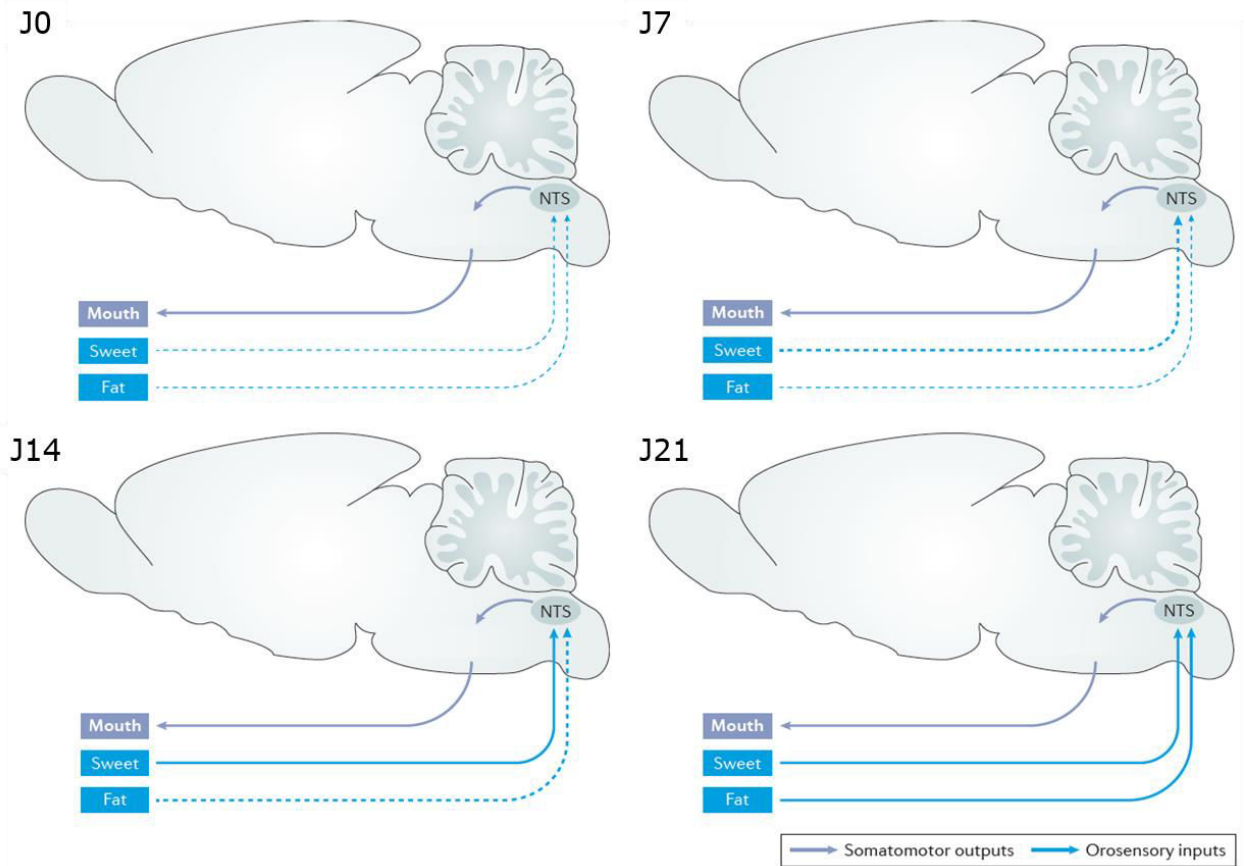 J0
NTS
Mouth
Sweet
Fat
J7
NTS
Mouth
Sweet
Fat
J14
NTS
Mouth
Sweet
Fat
J21
NTS
Mouth
Sweet
Fat
Somatomotor outputs
Orosensory inputs